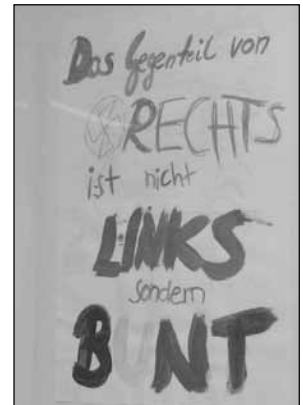 Das Gegenteil von
RECHTS
ist nicht
LINKS
sondern
BUNT